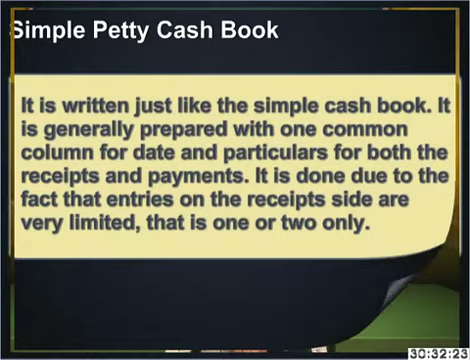 Simple Petty Cash Book
It is written just like the simple cash book. It
is generally prepared with one common
column for date and particulars for both the
receipts and payments. It is done due to the
fact that entries on the receipts side are
very limited, that is one or two only.
30:32:23